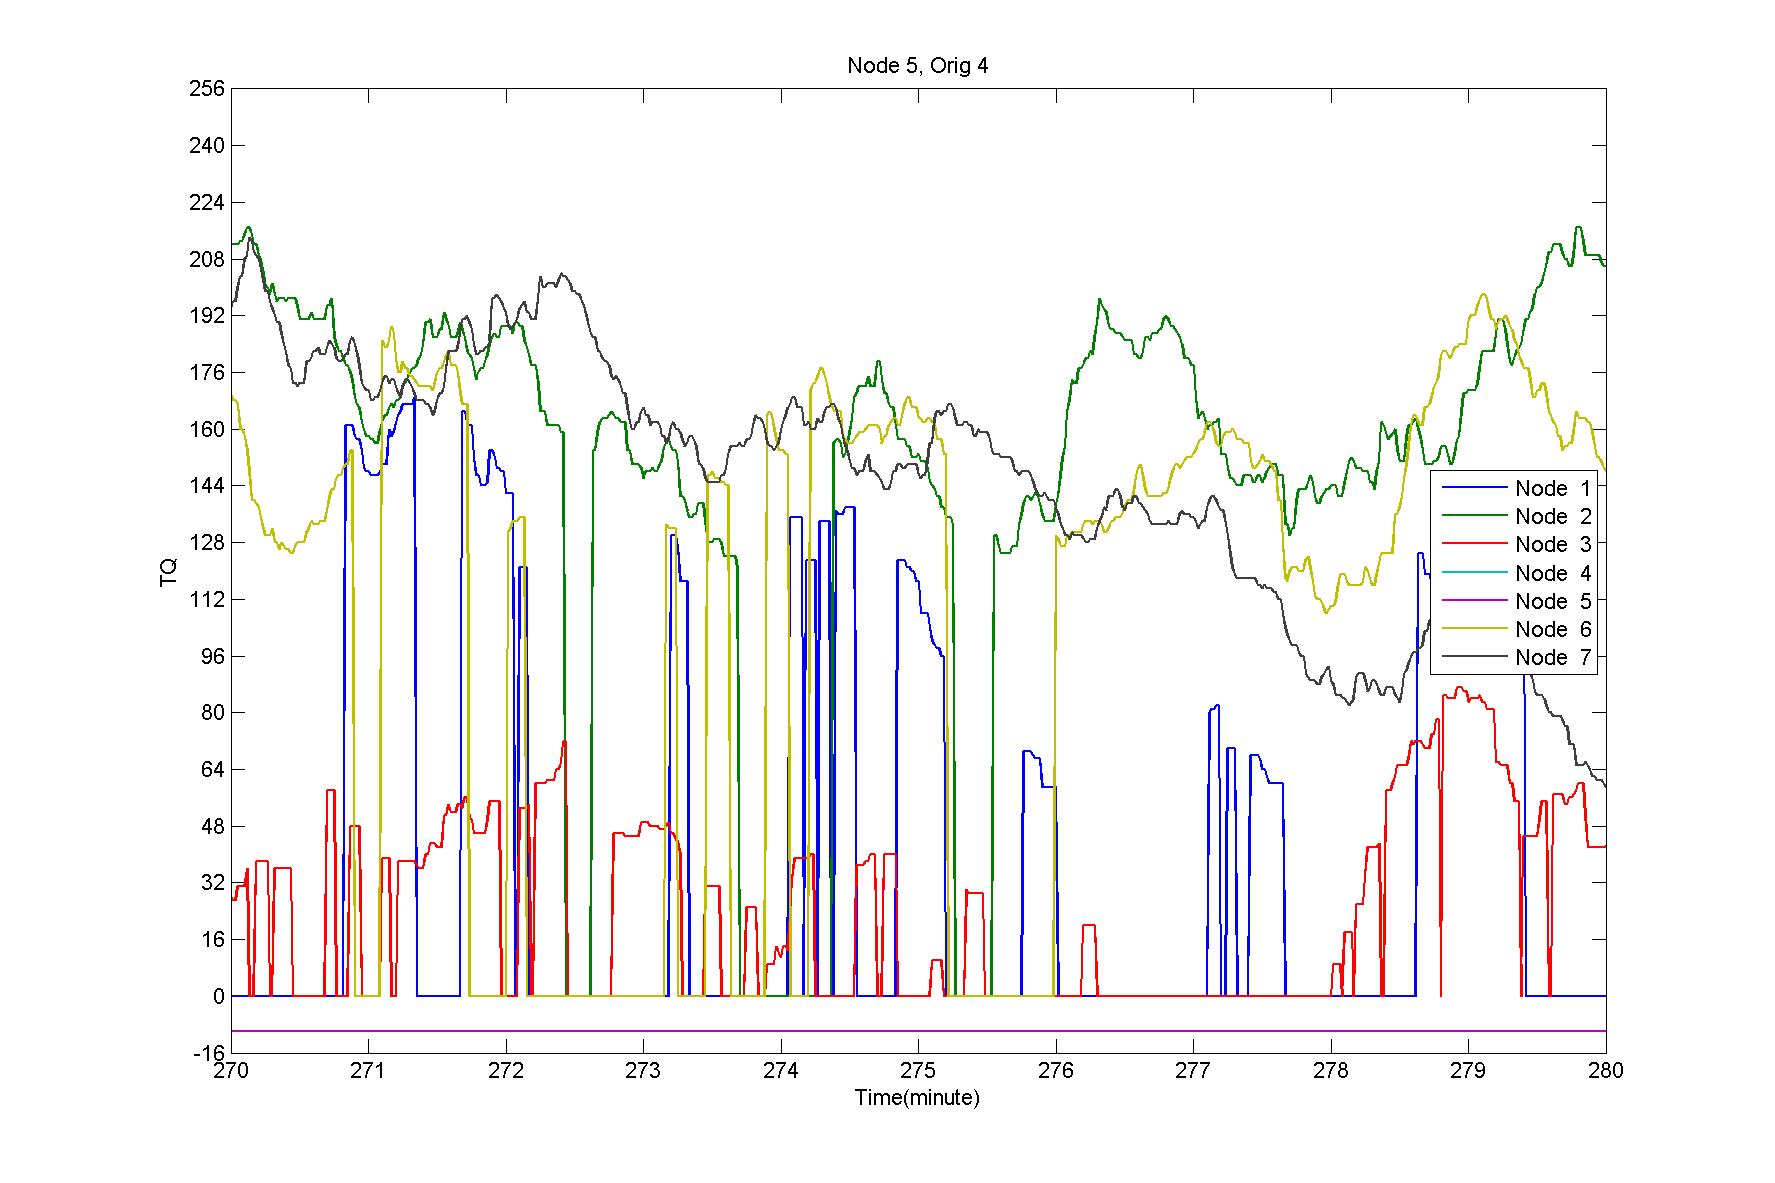 Node 5, Orig 4
256
240
224
208
192
176
160
144
128
112
96
80
64
48
32
16
0
-16
TQ
270 271 272 273 274 275 276 277 278 279 280
Time(minute)
Node 1
Node 2
Node 3
Node 4
Node 5
Node 6
Node 7